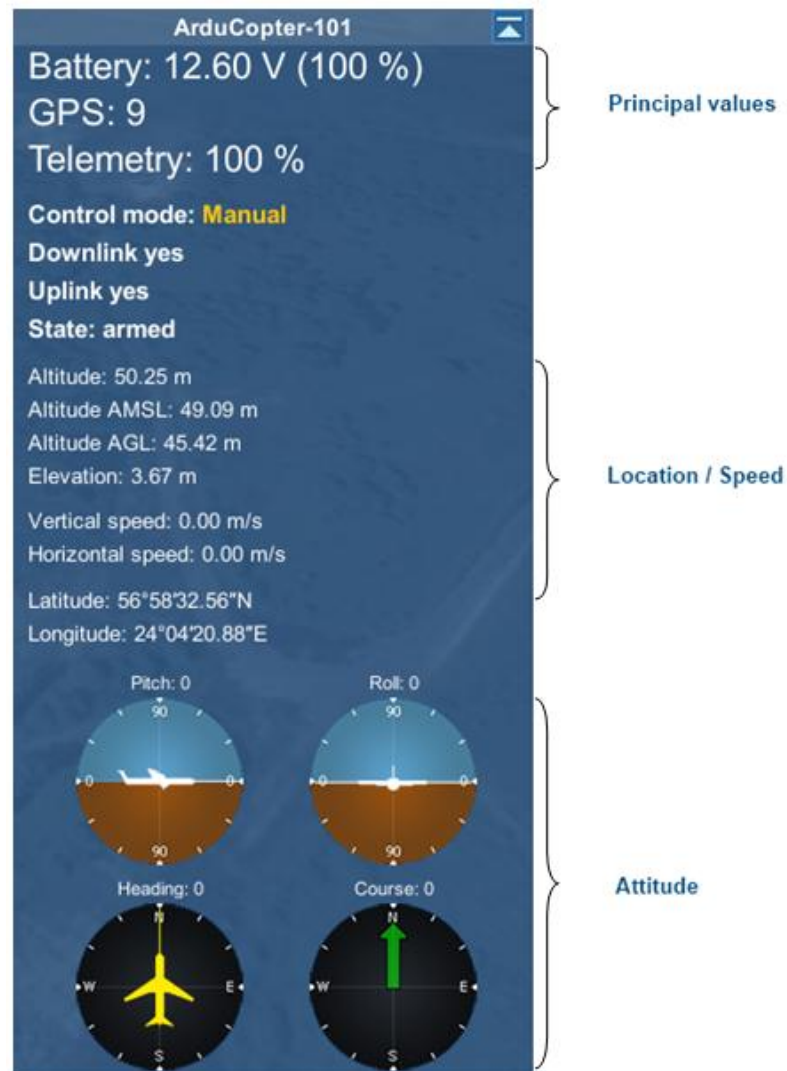 ArduCopter-101
Battery: 12.60 V (100 %)
GPS: 9
Telemetry: 100 %
Principal values
Control mode: Manual
Downlink yes
Uplink yes
State: armed
Altitude: 50.25 m
Altitude AMSL: 49.09 m
Altitude AGL: 45.42 m
Elevation: 3.67 m
Vertical speed: 0.00 m/s
Horizontal speed: 0.00 m/s
Latitude: 56°58'32.56"N
Longitude: 24°04'20.88"E
Location / Speed
Pitch: 0
90
0 0
90
Roll: 0
90
0 0
90
Heading: 0
N
W E
S
Course: 0
N
W E
S
Attitude